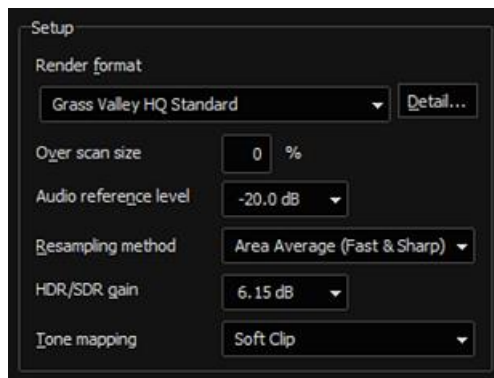 Setup
Render format
Grass Valley HQ Standard Detail...
Over scan size 0 %
Audio reference level -20.0 dB
Resampling method Area Average (Fast & Sharp)
HDR/SDR gain 6.15 dB
Tone mapping Soft Clip